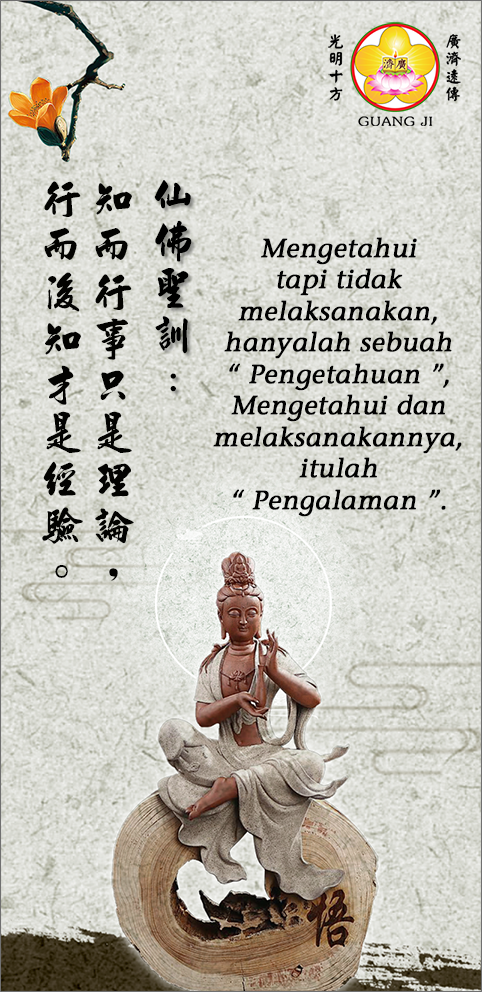 廣濟遠傳
光明十方
廣濟
GUANG JI
仙佛聖訓：
知而行事只是理論，
行而後知才是經驗。
Mengetahui
tapi tidak
melaksanakan,
hanyalah sebuah
“ Pengetahuan ”,
Mengetahui dan
melaksanakannya,
itulah
“ Pengalaman ”.
悟